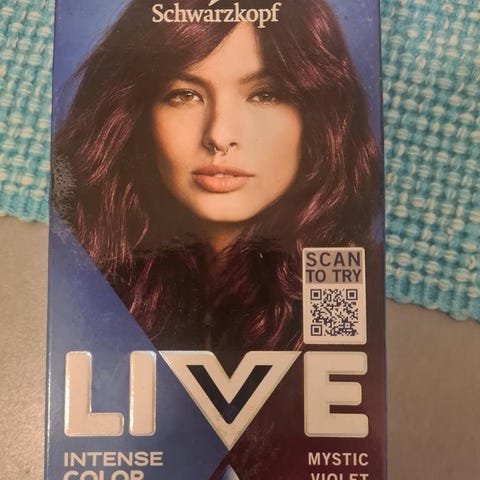 Schwarzkopf
SCAN
TO TRY
LIVE
INTENSE
COLOR
MYSTIC
VIOLET